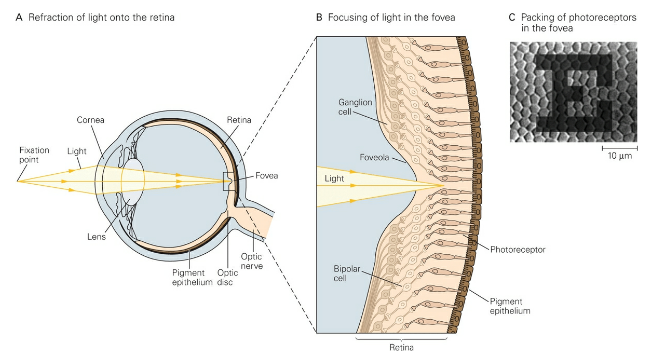 A Refraction of light onto the retina
B Focusing of light in the fovea
C Packing of photoreceptors
in the fovea
Cornea
Retina
Fixation
point
Light
Fovea
Lens
Pigment
epithelium
Optic
disc
Optic
nerve
Ganglion
cell
Foveola
Light
Bipolar
cell
Photoreceptor
Pigment
epithelium
Retina
E
10 µm